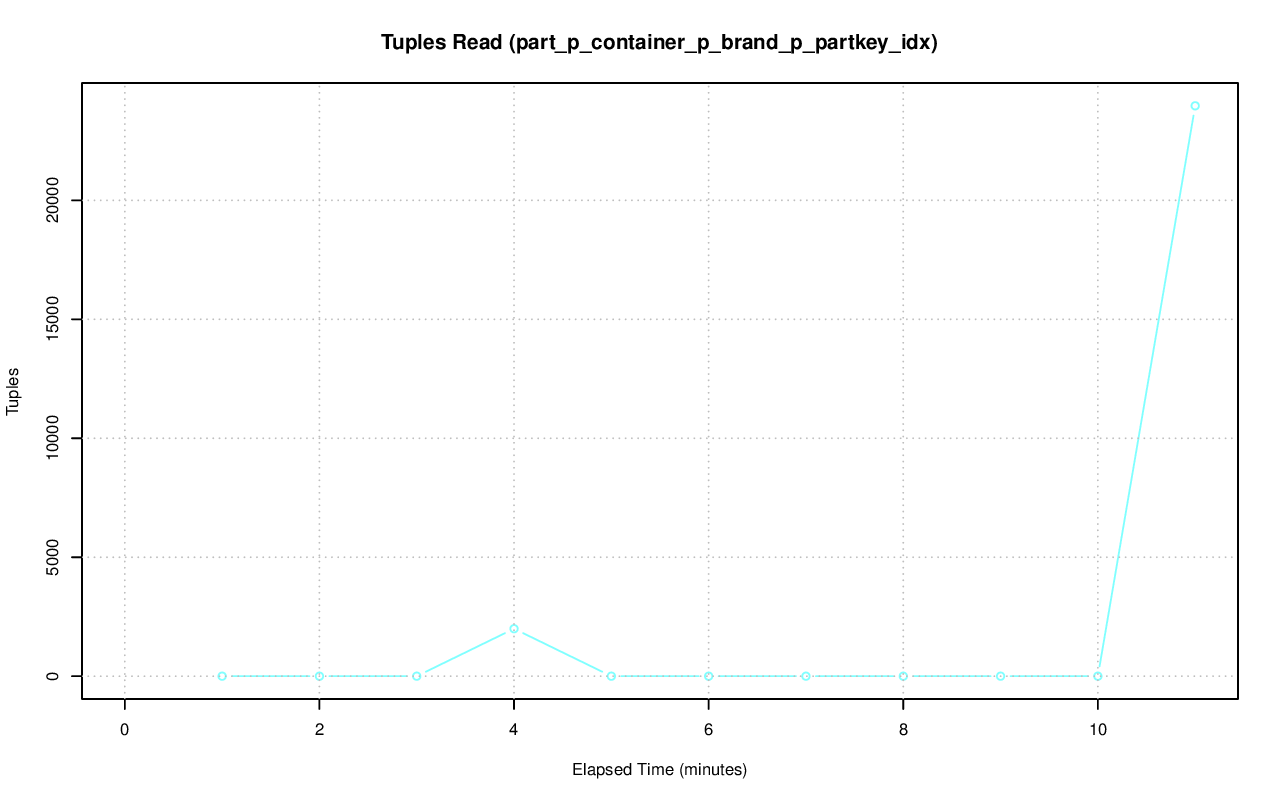 Tuples Read (part_p_container_p_brand_p_partkey_idx)
20000
15000
10000
5000
0
Tuples
0 2 4 6 8 10
Elapsed Time (minutes)